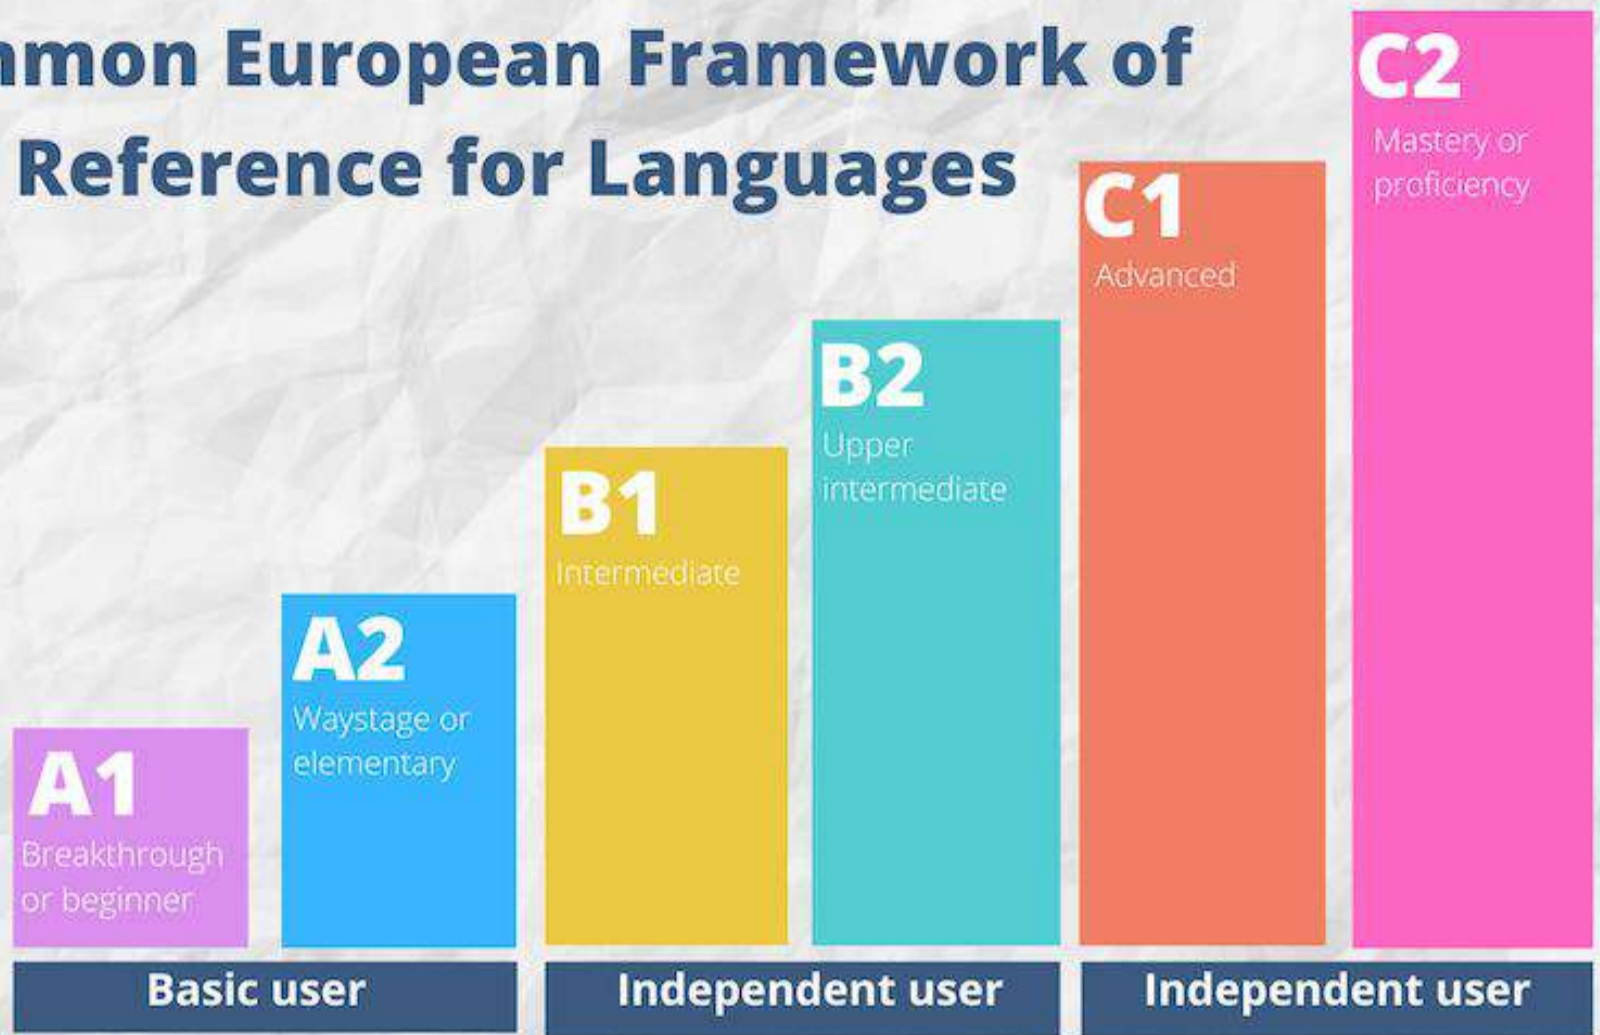 mmon European Framework of
Reference for Languages
A1
Breakthrough
or beginner
A2
Waystage or
elementary
B1
Intermediate
B2
Upper
intermediate
C1
Advanced
C2
Mastery or
proficiency
Basic user
Independent user
Independent user